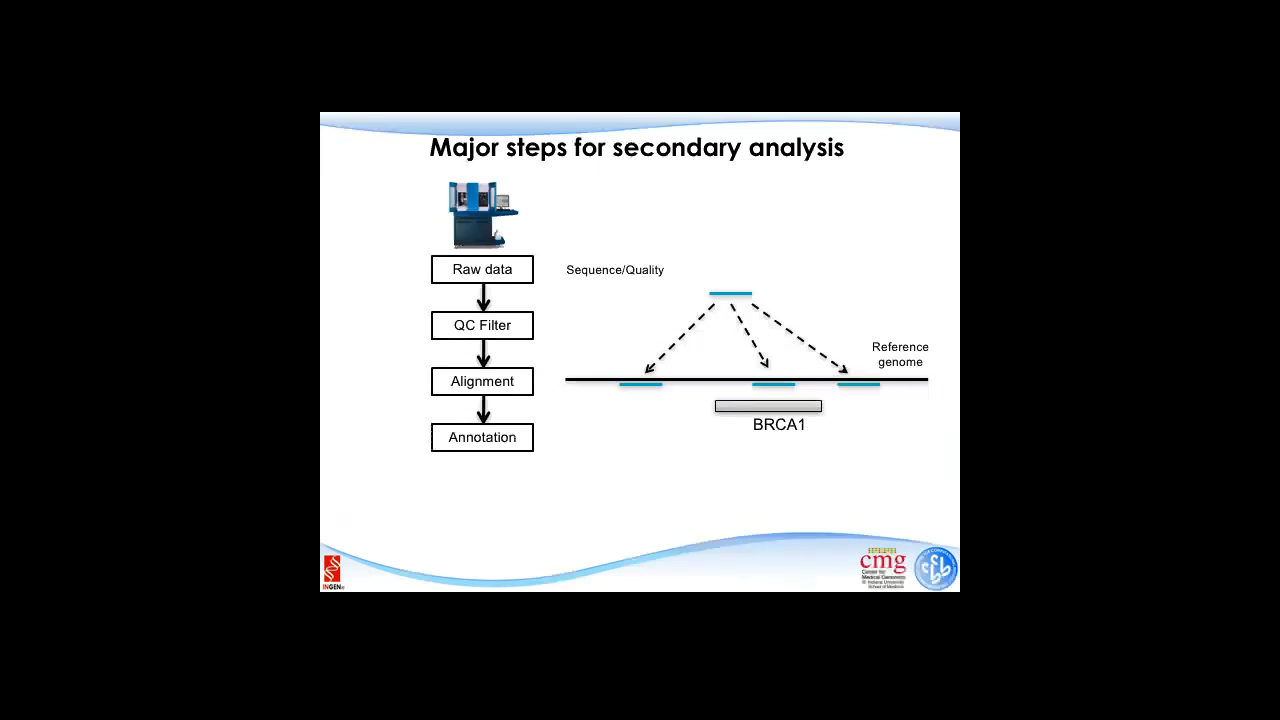 Major steps for secondary analysis
Raw data
Sequence/Quality
QC Filter
Reference
genome
Alignment
BRCA1
Annotation
INGEN
cmg
Center for
Medical Genomics
Indiana University
School of Medicine